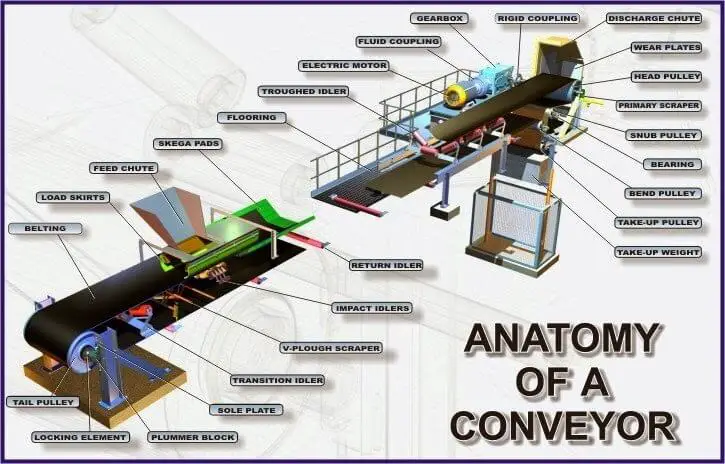 GEARBOX
RIGID COUPLING
DISCHARGE CHUTE
FLUID COUPLING
WEAR PLATES
ELECTRIC MOTOR
HEAD PULLEY
TROUGHED IDLER
PRIMARY SCRAPER
FLOORING
SNUB PULLEY
SKEGA PADS
BEARING
FEED CHUTE
BEND PULLEY
LOAD SKIRTS
TAKE-UP PULLEY
BELTING
TAKE-UP WEIGHT
RETURN IDLER
IMPACT IDLERS
V-PLOUGH SCRAPER
TRANSITION IDLER
TAIL PULLEY
SOLE PLATE
LOCKING ELEMENT
PLUMMER BLOCK
ANATOMY
OF A
CONVEYOR